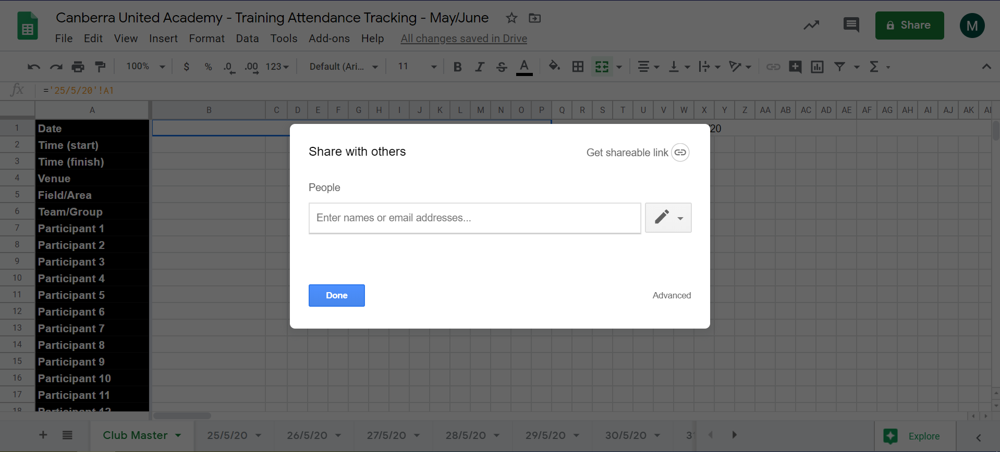 Canberra United Academy - Training Attendance Tracking - May/June
Share
M
File Edit View Insert Format Data Tools Add-ons Help All changes saved in Drive
100% $ % .0 .00 123 Default (Ari... 11 B I S A Σ
fx ='25/5/20'!A1
A B C D E F G H I J K L M N O P Q R S T U V W X Y Z AA AB AC AD AE AF AG AH AI AJ AK
1 Date /20
2 Time (start)
3 Time (finish)
4 Venue
5 Field/Area
6 Team/Group
7 Participant 1
8 Participant 2
9 Participant 3
10 Participant 4
11 Participant 5
12 Participant 6
13 Participant 7
14 Participant 8
15 Participant 9
16 Participant 10
17 Participant 11
18 Participant 12
Share with others
Get shareable link
People
Enter names or email addresses...
Done
Advanced
+ Club Master 25/5/20 26/5/20 27/5/20 28/5/20 29/5/20 30/5/20 Explore